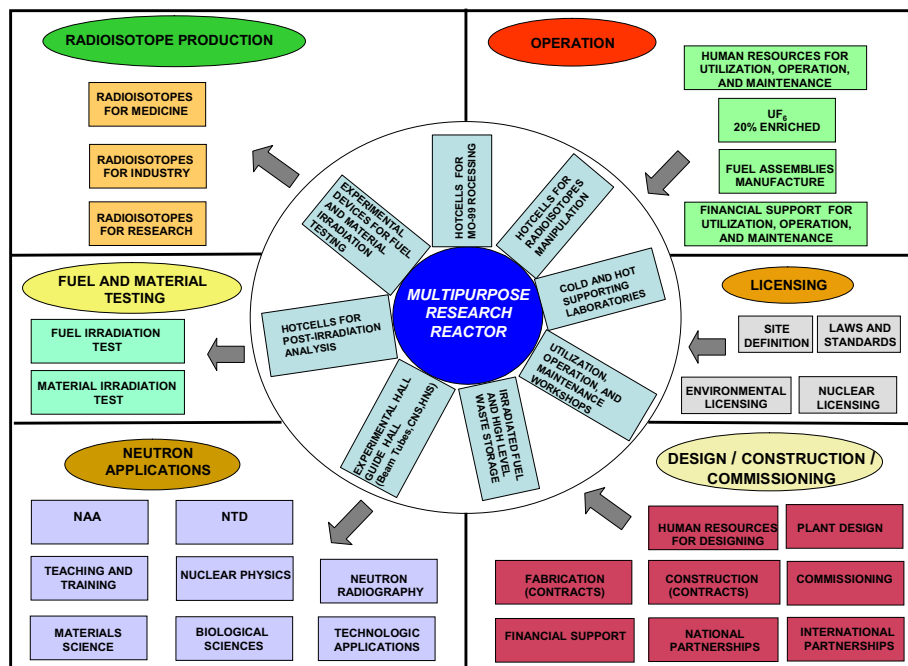 RADIOISOTOPE PRODUCTION
RADIOISOTOPES
FOR MEDICINE
RADIOISOTOPES
FOR INDUSTRY
RADIOISOTOPES
FOR RESEARCH
OPERATION
HUMAN RESOURCES FOR
UTILIZATION, OPERATION,
AND MAINTENANCE
UF6
20% ENRICHED
FUEL ASSEMBLIES
MANUFACTURE
FINANCIAL SUPPORT FOR
UTILIZATION, OPERATION,
AND MAINTENANCE
HOTCELLS FOR
MO-99 ROCESSING
HOTCELLS FOR
RADIOISOTOPES
MANIPULATION
COLD AND HOT
SUPPORTING
LABORATORIES
UTILIZATION,
OPERATION, AND
MAINTENANCE
WORKSHOPS
IRRADIATED FUEL
AND HIGH LEVEL
WASTE STORAGE
EXPERIMENTAL HALL
GUIDE HALL
(Beam Tubes,CNS,HNS)
HOTCELLS FOR
POST-IRRADIATION
ANALYSIS
EXPERIMENTAL
DEVICES FOR FUEL
AND MATERIAL
IRRADIATION
TESTING
MULTIPURPOSE
RESEARCH
REACTOR
FUEL AND MATERIAL
TESTING
FUEL IRRADIATION
TEST
MATERIAL IRRADIATION
TEST
LICENSING
SITE
DEFINITION
LAWS AND
STANDARDS
ENVIRONMENTAL
LICENSING
NUCLEAR
LICENSING
NEUTRON
APPLICATIONS
NAA
NTD
TEACHING AND
TRAINING
NUCLEAR PHYSICS
NEUTRON
RADIOGRAPHY
MATERIALS
SCIENCE
BIOLOGICAL
SCIENCES
TECHNOLOGIC
APPLICATIONS
DESIGN / CONSTRUCTION /
COMMISSIONING
HUMAN RESOURCES
FOR DESIGNING
PLANT DESIGN
FABRICATION
(CONTRACTS)
CONSTRUCTION
(CONTRACTS)
COMMISSIONING
FINANCIAL SUPPORT
NATIONAL
PARTNERSHIPS
INTERNATIONAL
PARTNERSHIPS